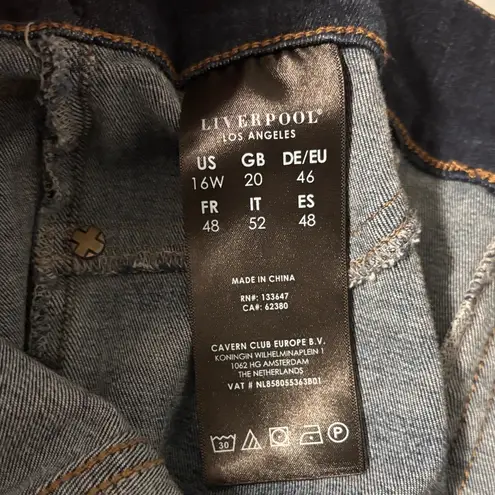 LIVERPOOL®
LOS ANGELES
US GB DE/EU
16W 20 46
FR IT ES
48 52 48
MADE IN CHINA
RN#: 133647
CA#: 62380
CAVERN CLUB EUROPE B.V.
KONINGIN WILHELMINAPLEIN 1
1062 HG AMSTERDAM
THE NETHERLANDS
VAT # NL858055363B01
30 P